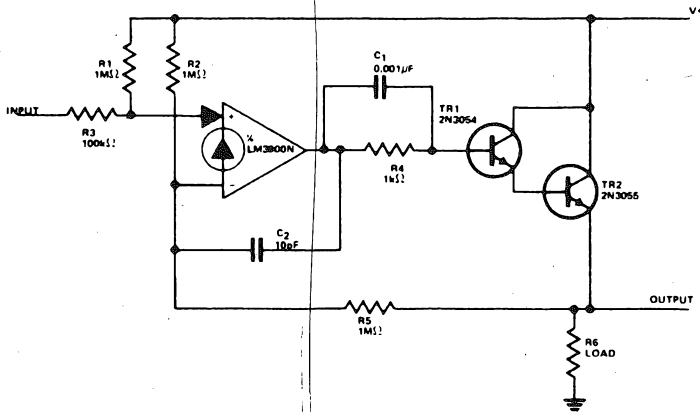 V+
R1
1MΩ
R2
1MΩ
C1
0.001µF
TR1
2N3054
INPUT
R3
100kΩ
+
¼
LM3900N
−
R4
1kΩ
TR2
2N3055
C2
10pF
OUTPUT
R5
1MΩ
R6
LOAD